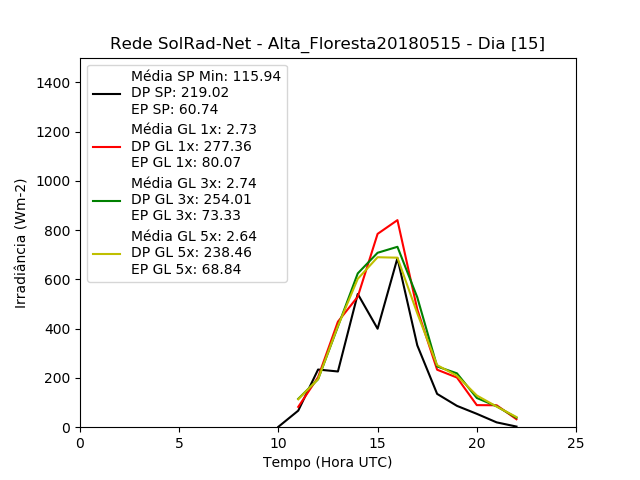 Rede SolRad-Net - Alta_Floresta20180515 - Dia [15]
Irradiância (Wm-2)
1400
1200
1000
800
600
400
200
0
Média SP Min: 115.94
DP SP: 219.02
EP SP: 60.74
Média GL 1x: 2.73
DP GL 1x: 277.36
EP GL 1x: 80.07
Média GL 3x: 2.74
DP GL 3x: 254.01
EP GL 3x: 73.33
Média GL 5x: 2.64
DP GL 5x: 238.46
EP GL 5x: 68.84
0 5 10 15 20 25
Tempo (Hora UTC)